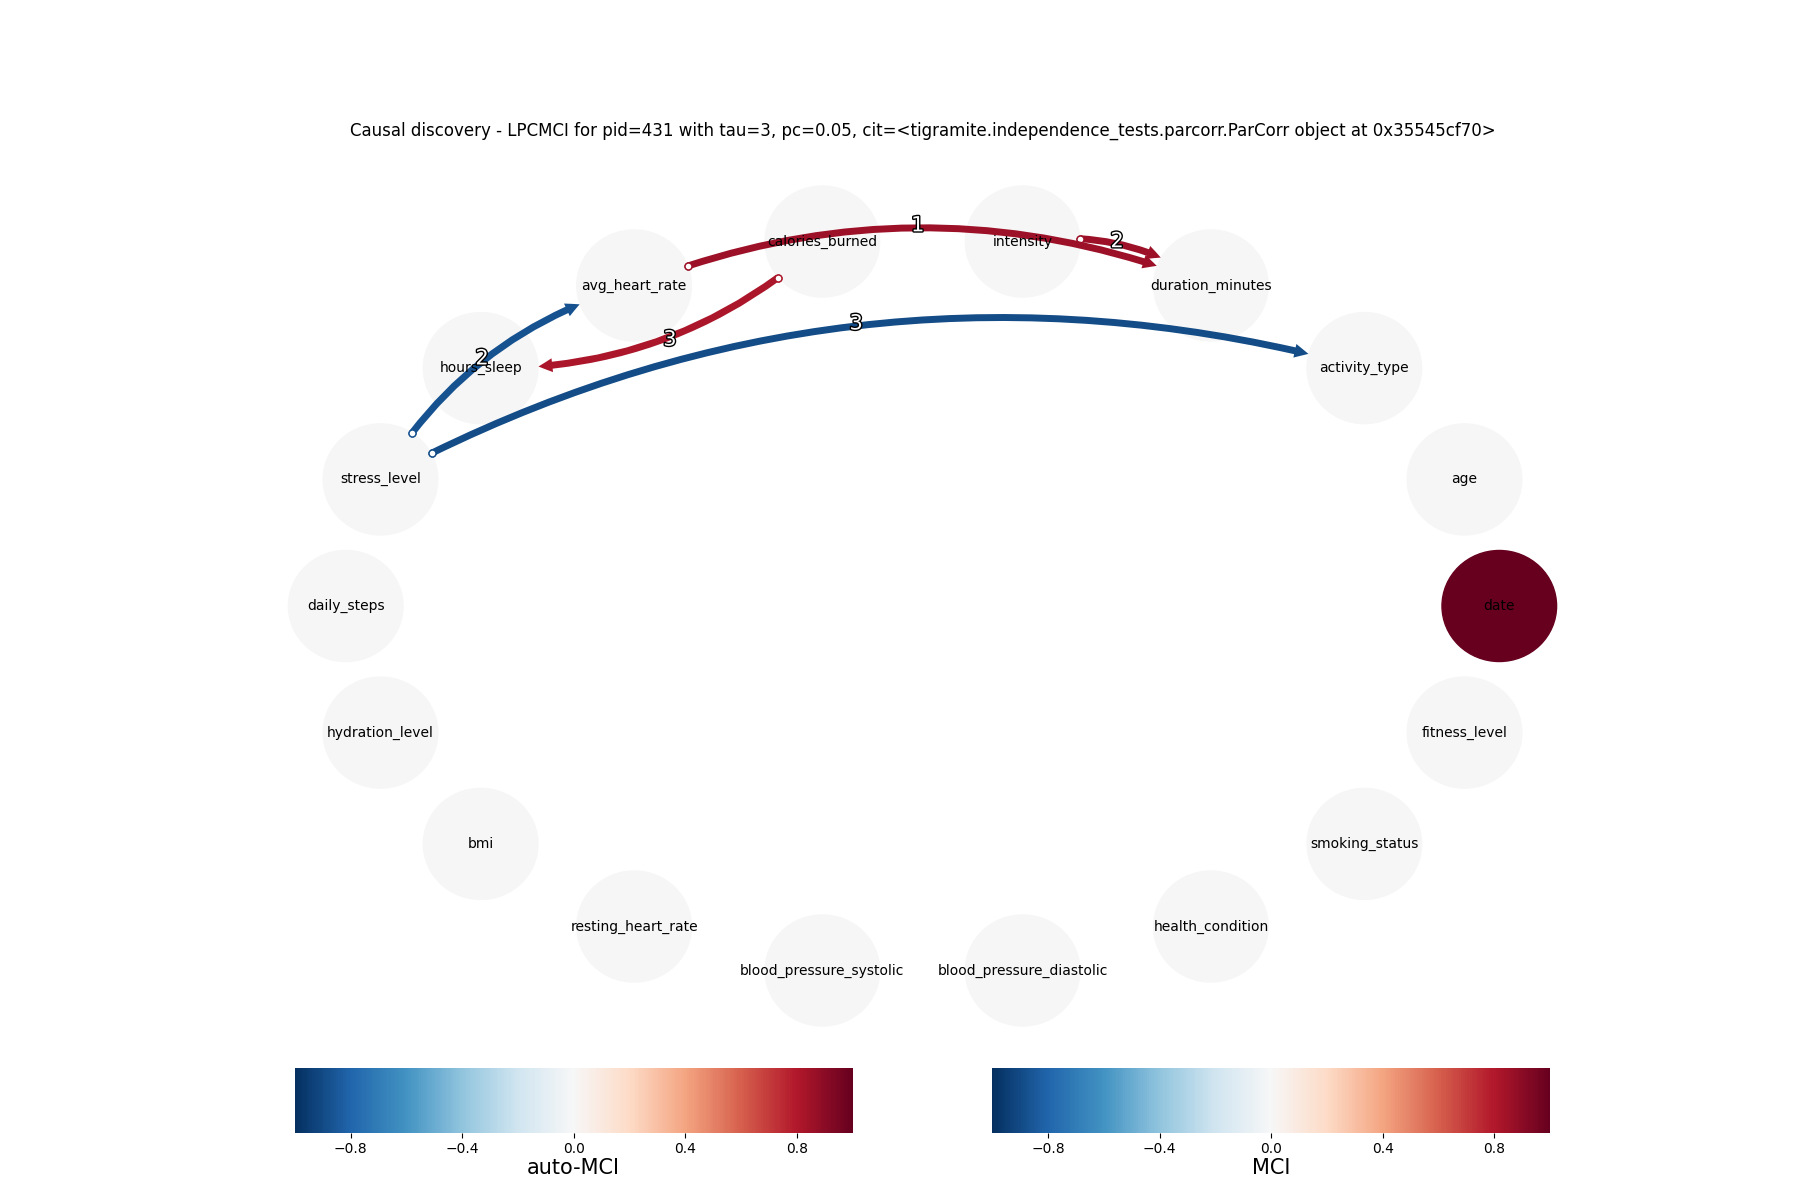 Causal discovery - LPCMCI for pid=431 with tau=3, pc=0.05, cit=<tigramite.independence_tests.parcorr.ParCorr object at 0x35545cf70>
1
2
calories_burned
intensity
avg_heart_rate
duration_minutes
3
3
2
hours_sleep
activity_type
stress_level
age
daily_steps
date
hydration_level
fitness_level
bmi
smoking_status
resting_heart_rate
health_condition
blood_pressure_systolic
blood_pressure_diastolic
−0.8 −0.4 0.0 0.4 0.8
auto-MCI
−0.8 −0.4 0.0 0.4 0.8
MCI